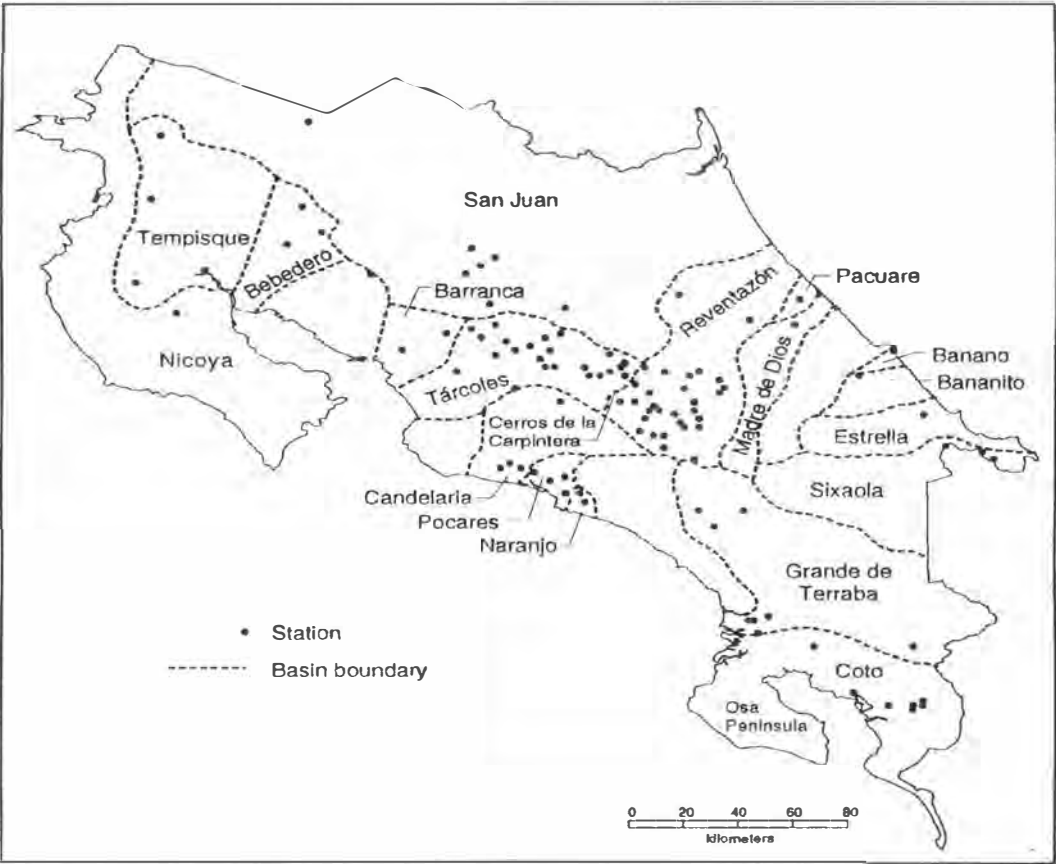 San Juan
Tempisque
Bebedero
Barranca
Reventazón
Pacuare
Nicoya
Tárcoles
Madre de Dios
Banano
Bananito
Cerros de la
Carpintera
Estrella
Candelaria
Sixaola
Pocares
Naranjo
Grande de
Terraba
Station
Basin boundary
Coto
Osa
Peninsula
0 20 40 60 80
Kilometers